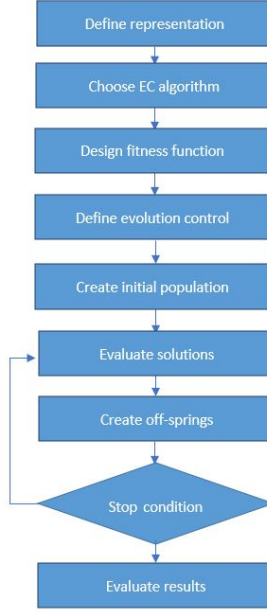 Define representation
Choose EC algorithm
Design fitness function
Define evolution control
Create initial population
Evaluate solutions
Create off-springs
Stop condition
Evaluate results